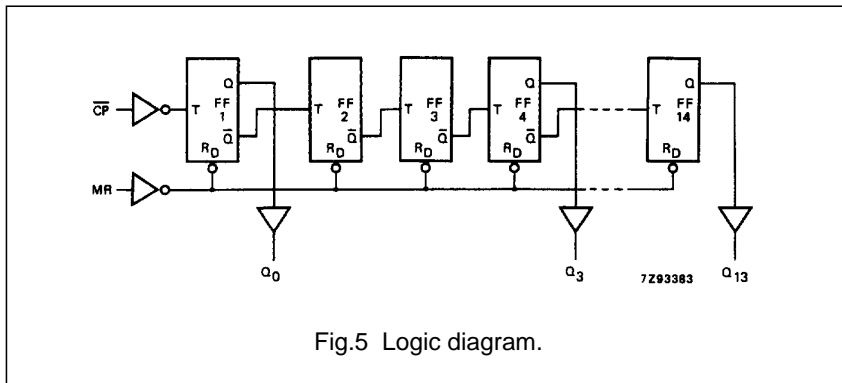 Q Q Q
CP T FF 1 T FF 2 T FF 3 T FF 4 T FF 14
Q Q Q Q
RD RD RD RD RD
MR
Q0 Q3 7Z93383 Q13
Fig.5 Logic diagram.